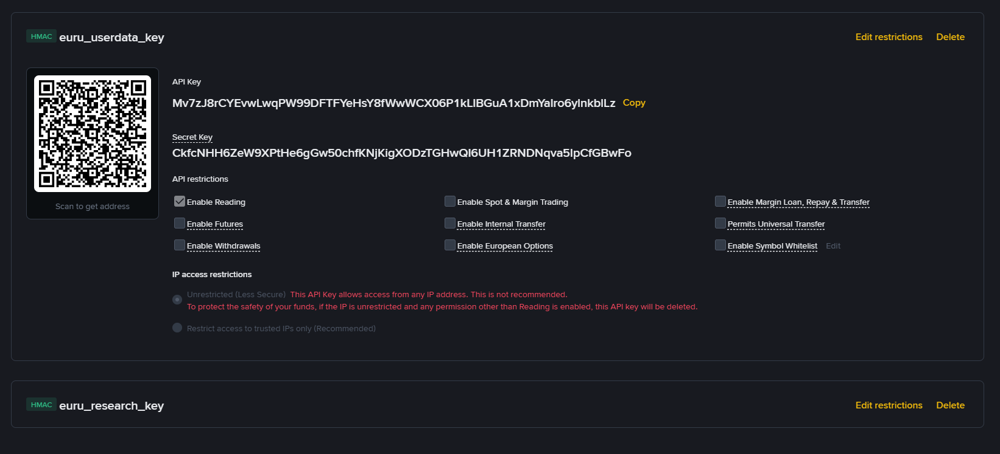 HMAC euru_userdata_key
Edit restrictions Delete
API Key
Copy
Secret Key
Scan to get address
API restrictions
Enable Reading
Enable Spot & Margin Trading
Enable Margin Loan, Repay & Transfer
Enable Futures
Enable Internal Transfer
Permits Universal Transfer
Enable Withdrawals
Enable European Options
Enable Symbol Whitelist Edit
IP access restrictions
Unrestricted (Less Secure) This API Key allows access from any IP address. This is not recommended.
To protect the safety of your funds, if the IP is unrestricted and any permission other than Reading is enabled, this API key will be deleted.
Restrict access to trusted IPs only (Recommended)
HMAC euru_research_key
Edit restrictions Delete